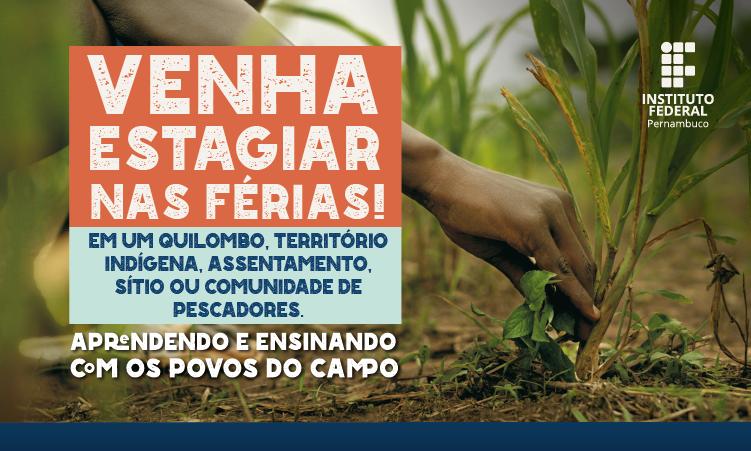 VENHA
ESTAGIAR
NAS FÉRIAS!
EM UM QUILOMBO, TERRITÓRIO
INDÍGENA, ASSENTAMENTO,
SÍTIO OU COMUNIDADE DE
PESCADORES.
APReNDENDO E ENSINANDO
CoM OS POVOS DO CAMPO
INSTITUTO
FEDERAL
Pernambuco